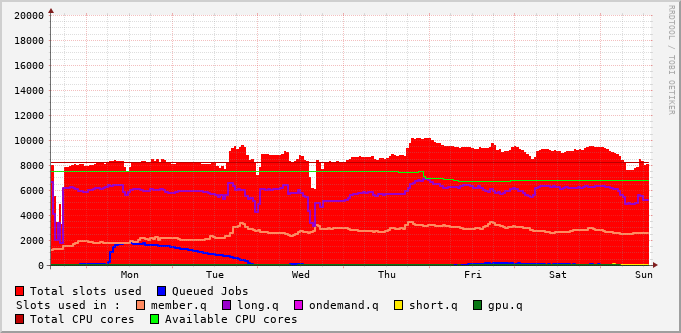 20000
18000
16000
14000
12000
10000
8000
6000
4000
2000
0
Mon Tue Wed Thu Fri Sat Sun
RRDTOOL / TOBI OETIKER
Total slots used Queued Jobs
Slots used in : member.q long.q ondemand.q short.q gpu.q
Total CPU cores Available CPU cores